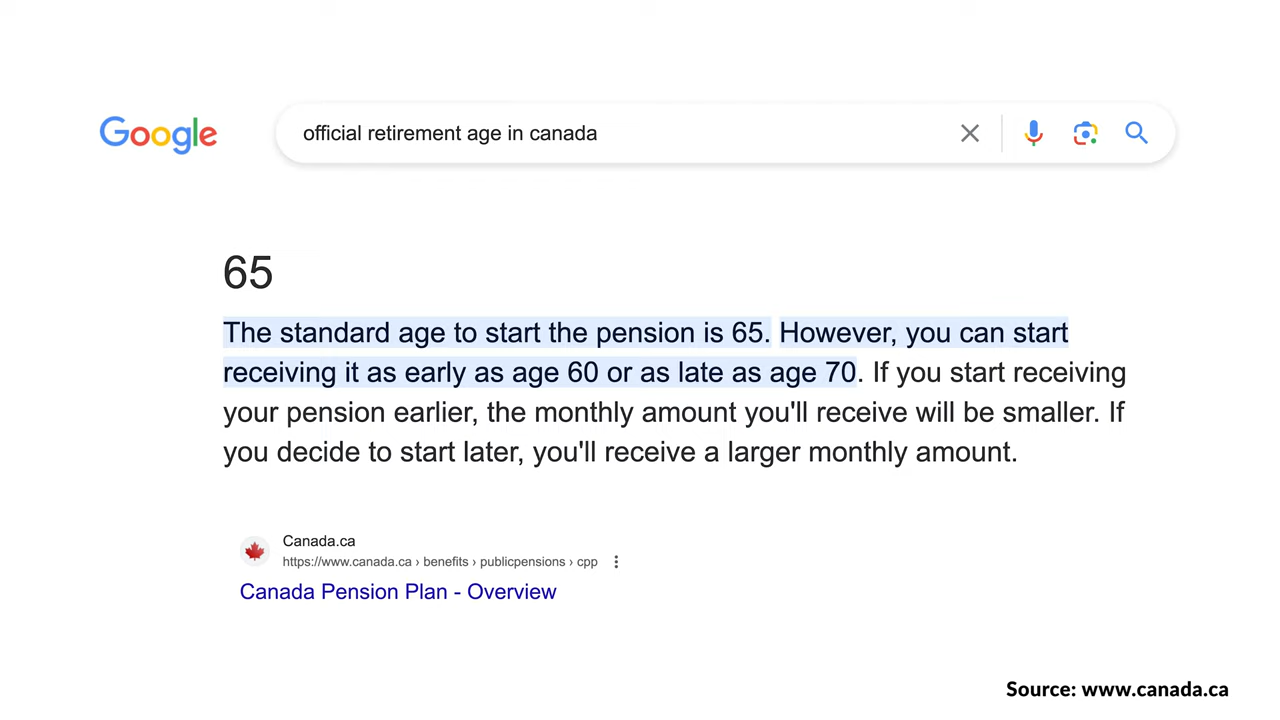 Google
official retirement age in canada
65
The standard age to start the pension is 65. However, you can start
receiving it as early as age 60 or as late as age 70. If you start receiving
your pension earlier, the monthly amount you'll receive will be smaller. If
you decide to start later, you'll receive a larger monthly amount.
Canada.ca
https://www.canada.ca › benefits › publicpensions › cpp
Canada Pension Plan - Overview
Source: www.canada.ca